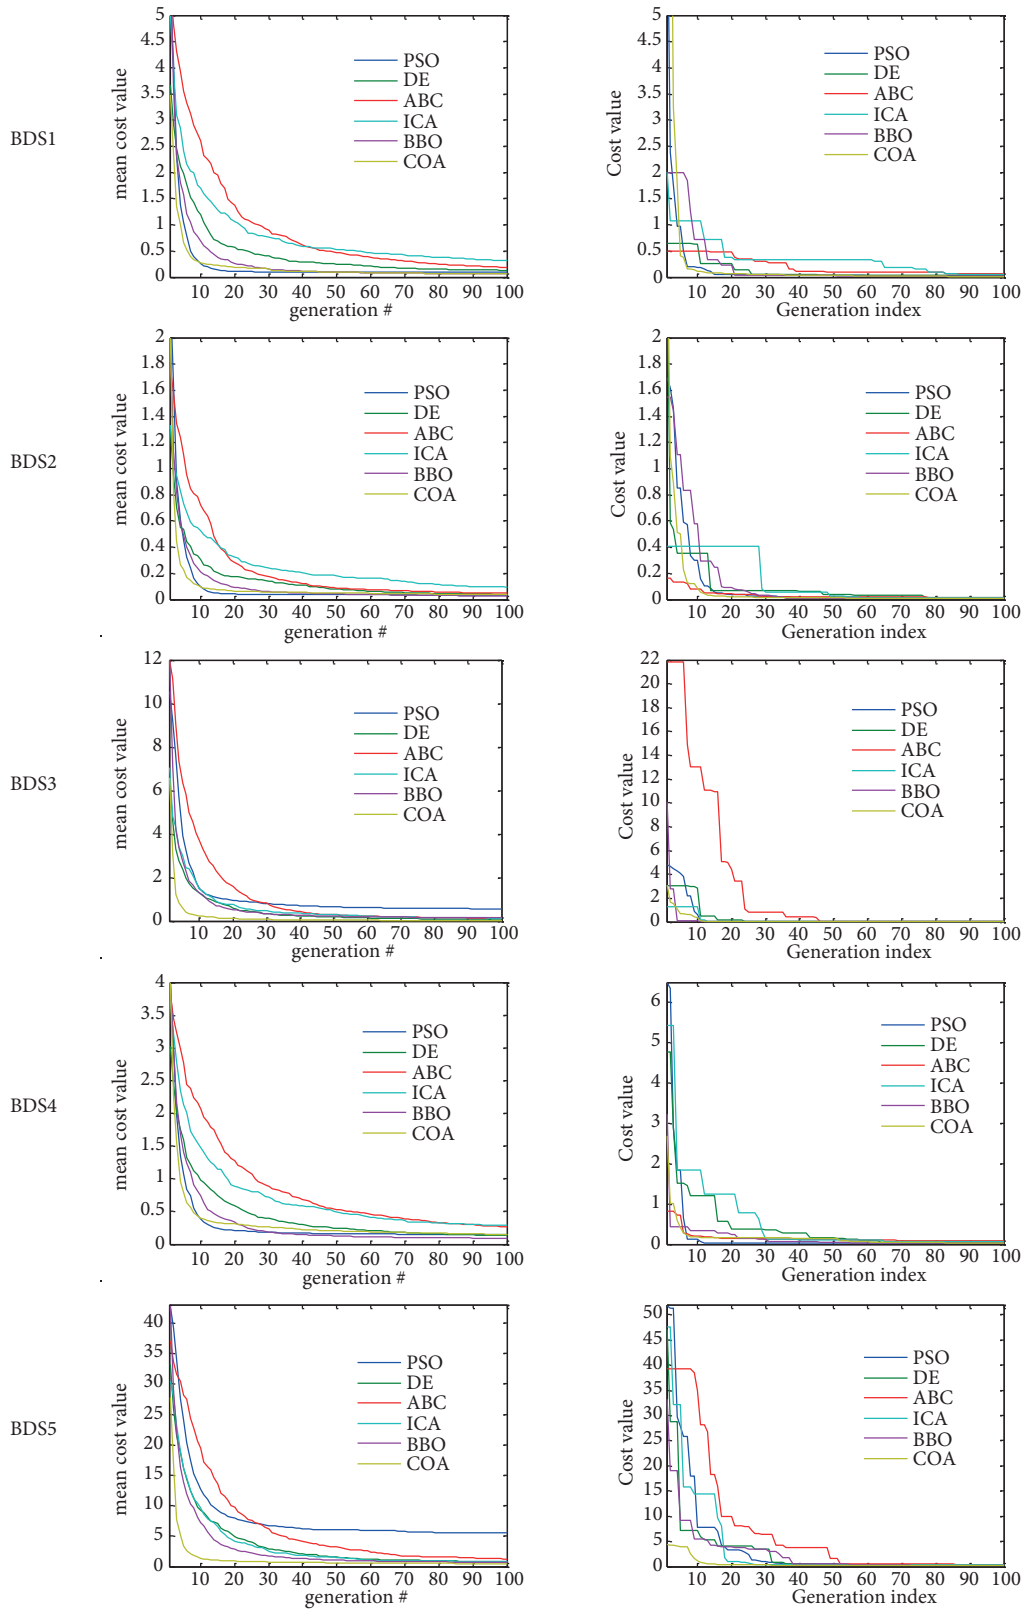 BDS1
mean cost value
5
4.5
4
3.5
3
2.5
2
1.5
1
0.5
0
PSO
DE
ABC
ICA
BBO
COA
10 20 30 40 50 60 70 80 90 100
generation #
Cost value
5
4.5
4
3.5
3
2.5
2
1.5
1
0.5
0
PSO
DE
ABC
ICA
BBO
COA
10 20 30 40 50 60 70 80 90 100
Generation index
BDS2
mean cost value
2
1.8
1.6
1.4
1.2
1
0.8
0.6
0.4
0.2
0
PSO
DE
ABC
ICA
BBO
COA
10 20 30 40 50 60 70 80 90 100
generation #
Cost value
2
1.8
1.6
1.4
1.2
1
0.8
0.6
0.4
0.2
0
PSO
DE
ABC
ICA
BBO
COA
10 20 30 40 50 60 70 80 90 100
Generation index
BDS3
mean cost value
12
10
8
6
4
2
0
PSO
DE
ABC
ICA
BBO
COA
10 20 30 40 50 60 70 80 90 100
generation #
Cost value
22
20
18
16
14
12
10
8
6
4
2
0
PSO
DE
ABC
ICA
BBO
COA
10 20 30 40 50 60 70 80 90 100
Generation index
BDS4
mean cost value
4
3.5
3
2.5
2
1.5
1
0.5
0
PSO
DE
ABC
ICA
BBO
COA
10 20 30 40 50 60 70 80 90 100
generation #
Cost value
6
5
4
3
2
1
0
PSO
DE
ABC
ICA
BBO
COA
10 20 30 40 50 60 70 80 90 100
Generation index
BDS5
mean cost value
40
35
30
25
20
15
10
5
0
PSO
DE
ABC
ICA
BBO
COA
10 20 30 40 50 60 70 80 90 100
generation #
Cost value
50
45
40
35
30
25
20
15
10
5
0
PSO
DE
ABC
ICA
BBO
COA
10 20 30 40 50 60 70 80 90 100
Generation index